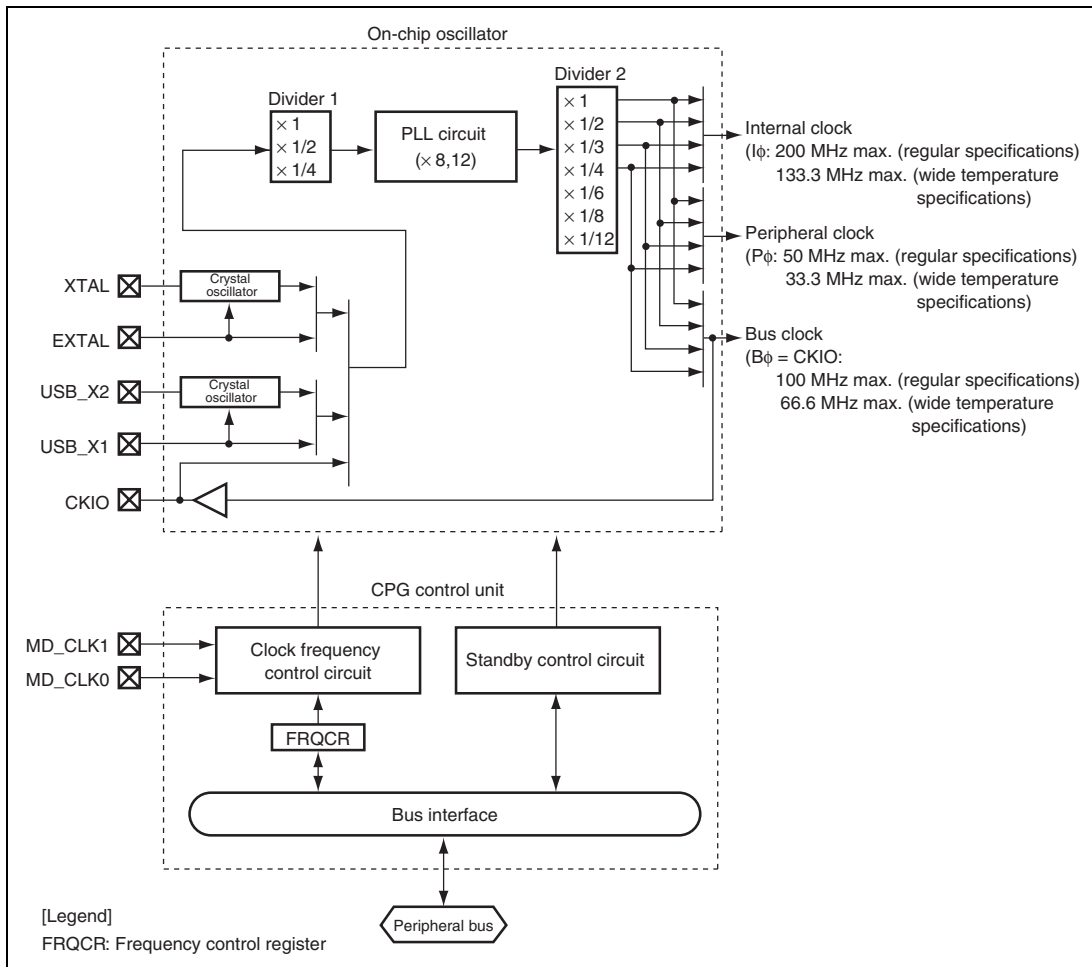 On-chip oscillator
Divider 1
× 1
× 1/2
× 1/4
PLL circuit
(× 8,12)
Divider 2
× 1
× 1/2
× 1/3
× 1/4
× 1/6
× 1/8
× 1/12
Internal clock
(Iϕ: 200 MHz max. (regular specifications)
133.3 MHz max. (wide temperature
specifications)
Peripheral clock
(Pϕ: 50 MHz max. (regular specifications)
33.3 MHz max. (wide temperature
specifications)
Bus clock
(Bϕ = CKIO:
100 MHz max. (regular specifications)
66.6 MHz max. (wide temperature
specifications)
XTAL
Crystal
oscillator
EXTAL
USB_X2
Crystal
oscillator
USB_X1
CKIO
CPG control unit
MD_CLK1
MD_CLK0
Clock frequency
control circuit
Standby control circuit
FRQCR
Bus interface
Peripheral bus
[Legend]
FRQCR: Frequency control register